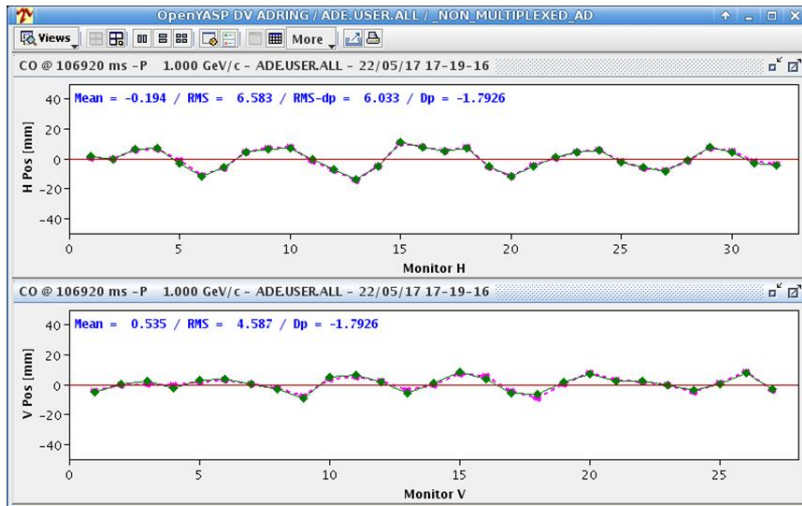 OpenYASP DV ADRING / ADE.USER.ALL / _NON_MULTIPLEXED_AD
Views More
CO @ 106920 ms -P 1.000 GeV/c - ADE.USER.ALL - 22/05/17 17-19-16
Mean = -0.194 / RMS = 6.583 / RMS-dp = 6.033 / Dp = -1.7926
H Pos [mm]
40
20
0
-20
-40
0 5 10 15 20 25 30
Monitor H
CO @ 106920 ms -P 1.000 GeV/c - ADE.USER.ALL - 22/05/17 17-19-16
Mean = 0.535 / RMS = 4.587 / Dp = -1.7926
V Pos [mm]
40
20
0
-20
-40
0 5 10 15 20 25
Monitor V